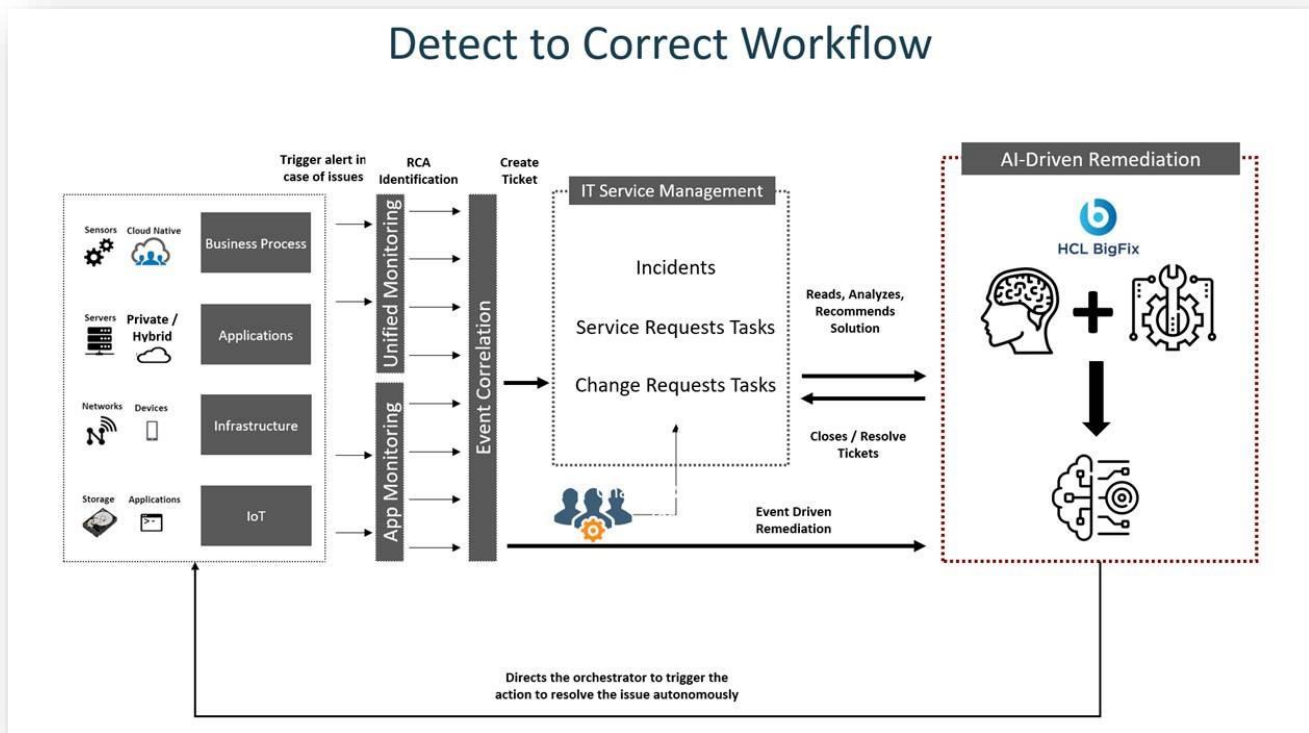 Detect to Correct Workflow
Trigger alert in
case of issues
RCA
Identification
Create
Ticket
Sensors
Cloud Native
Business Process
Servers
Private /
Hybrid
Applications
Networks
Devices
Infrastructure
Storage
Applications
IoT
Unified Monitoring
App Monitoring
Event Correlation
IT Service Management
Incidents
Service Requests Tasks
Change Requests Tasks
Reads, Analyzes,
Recommends
Solution
Closes / Resolve
Tickets
Event Driven
Remediation
AI-Driven Remediation
b
HCL BigFix
Directs the orchestrator to trigger the
action to resolve the issue autonomously